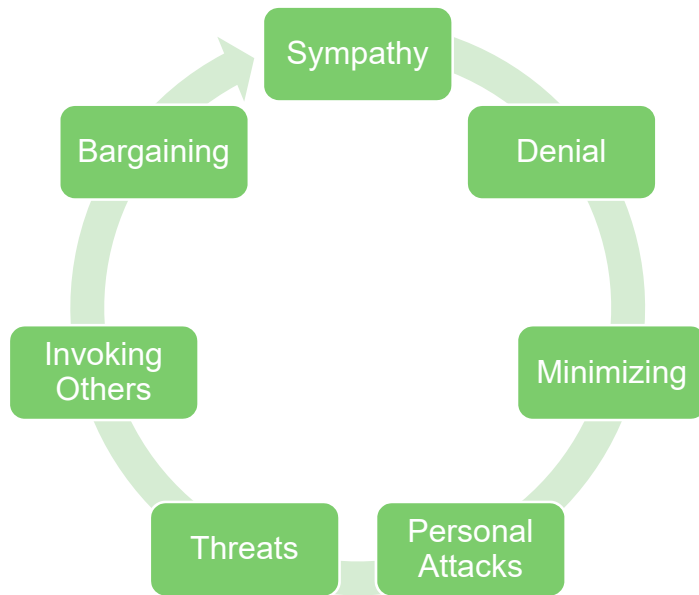 Sympathy
Denial
Minimizing
Personal
Attacks
Threats
Invoking
Others
Bargaining